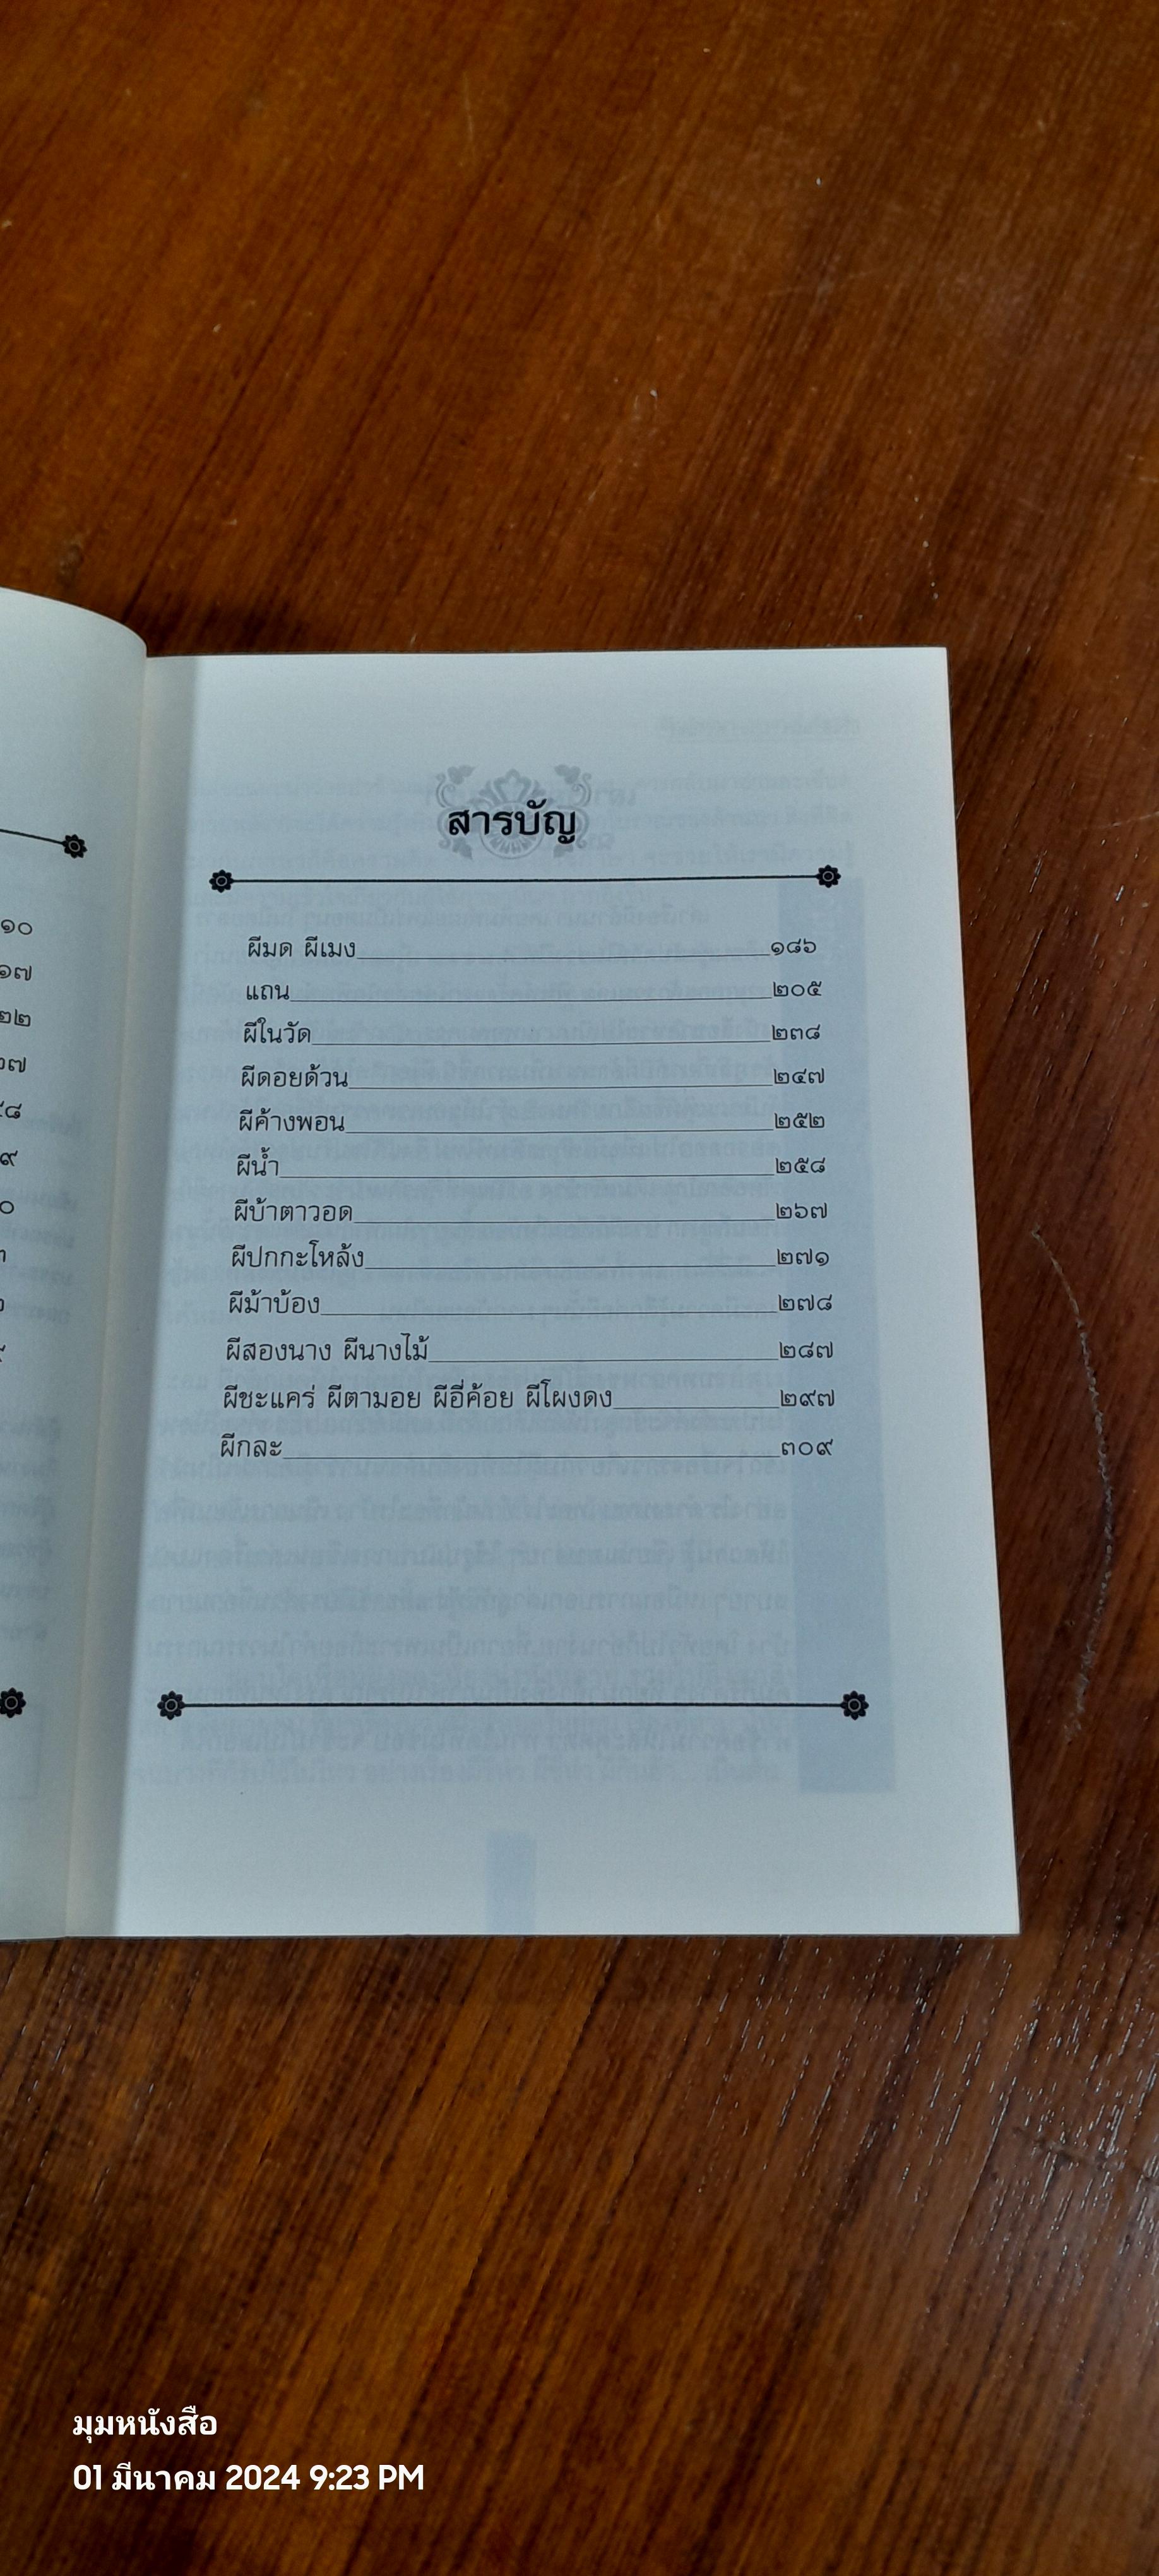 สารบัญ
ผีมด ผีเมง ๑๘๖
แถน ๒๐๕
ผีในวัด ๒๓๘
ผีดอยด้วน ๒๔๗
ผีค้างพอน ๒๕๒
ผีน้ำ ๒๕๘
ผีบ้าตาวอด ๒๖๗
ผีปกกะโหล้ง ๒๗๑
ผีม้าบ้อง ๒๗๘
ผีสองนาง ผีนางไม้ ๒๘๗
ผีชะแคร่ ผีตามอย ผีอี่ค้อย ผีโผงดง ๒๙๗
ผีกละ ๓๐๙
มุมหนังสือ
01 มีนาคม 2024 9:23 PM